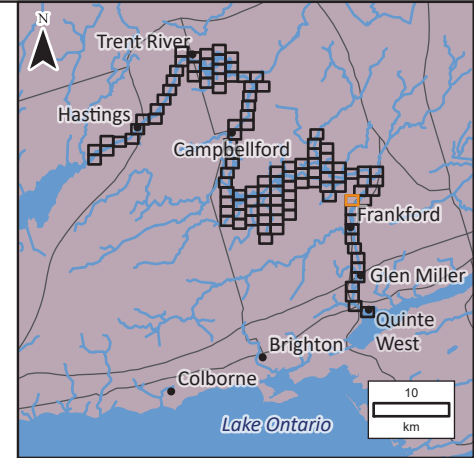 N
Trent River
Hastings
Campbellford
Frankford
Glen Miller
Quinte
West
Brighton
Colborne
Lake Ontario
10
km